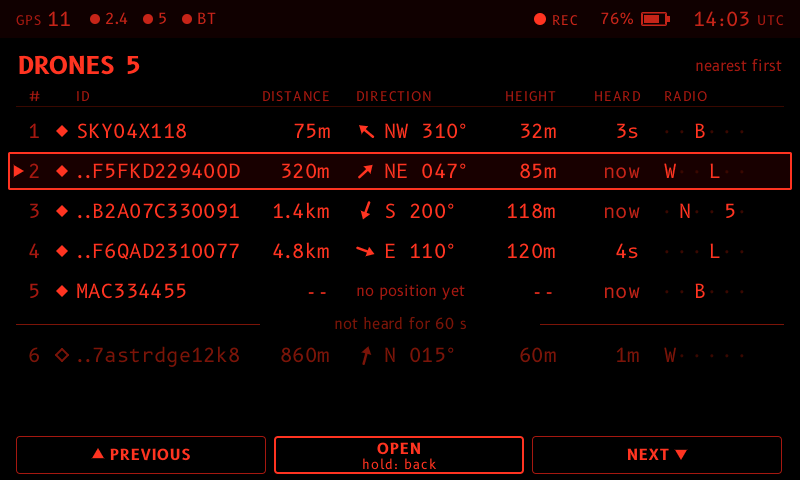 GPS 11 2.4 5 BT REC 76% 14:03 UTC
DRONES 5 nearest first
# ID DISTANCE DIRECTION HEIGHT HEARD RADIO
1 SKY04X118 75m NW 310° 32m 3s ··B···
2 ..F5FKD229400D 320m NE 047° 85m now W··L··
3 ..B2A07C330091 1.4km S 200° 118m now ·N··5·
4 ..F6QAD2310077 4.8km E 110° 120m 4s ···L··
5 MAC334455 -- no position yet -- now ··B···
not heard for 60 s
6 ..7astrdge12k8 860m N 015° 60m 1m W·····
▲ PREVIOUS OPEN NEXT ▼
hold: back